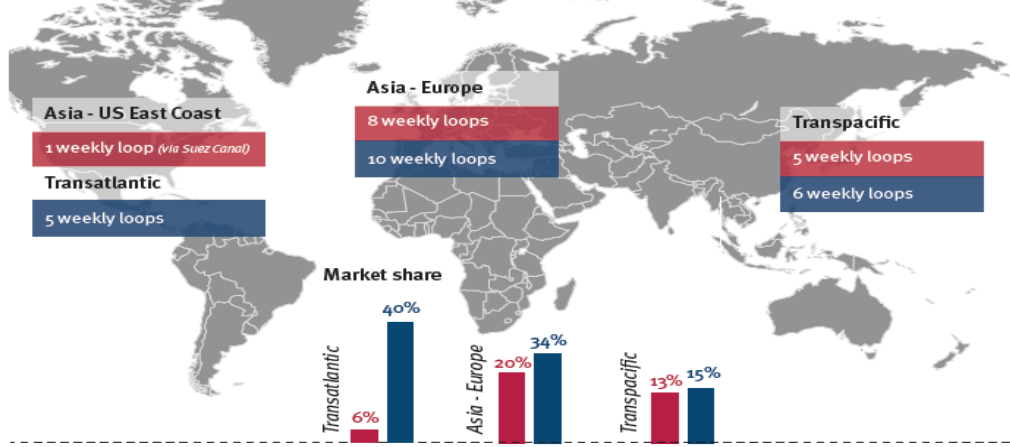 Asia - US East Coast
1 weekly loop (via Suez Canal)
Transatlantic
5 weekly loops
Asia - Europe
8 weekly loops
10 weekly loops
Transpacific
5 weekly loops
6 weekly loops
Market share
Transatlantic
6%
40%
Asia - Europe
20%
34%
Transpacific
13%
15%